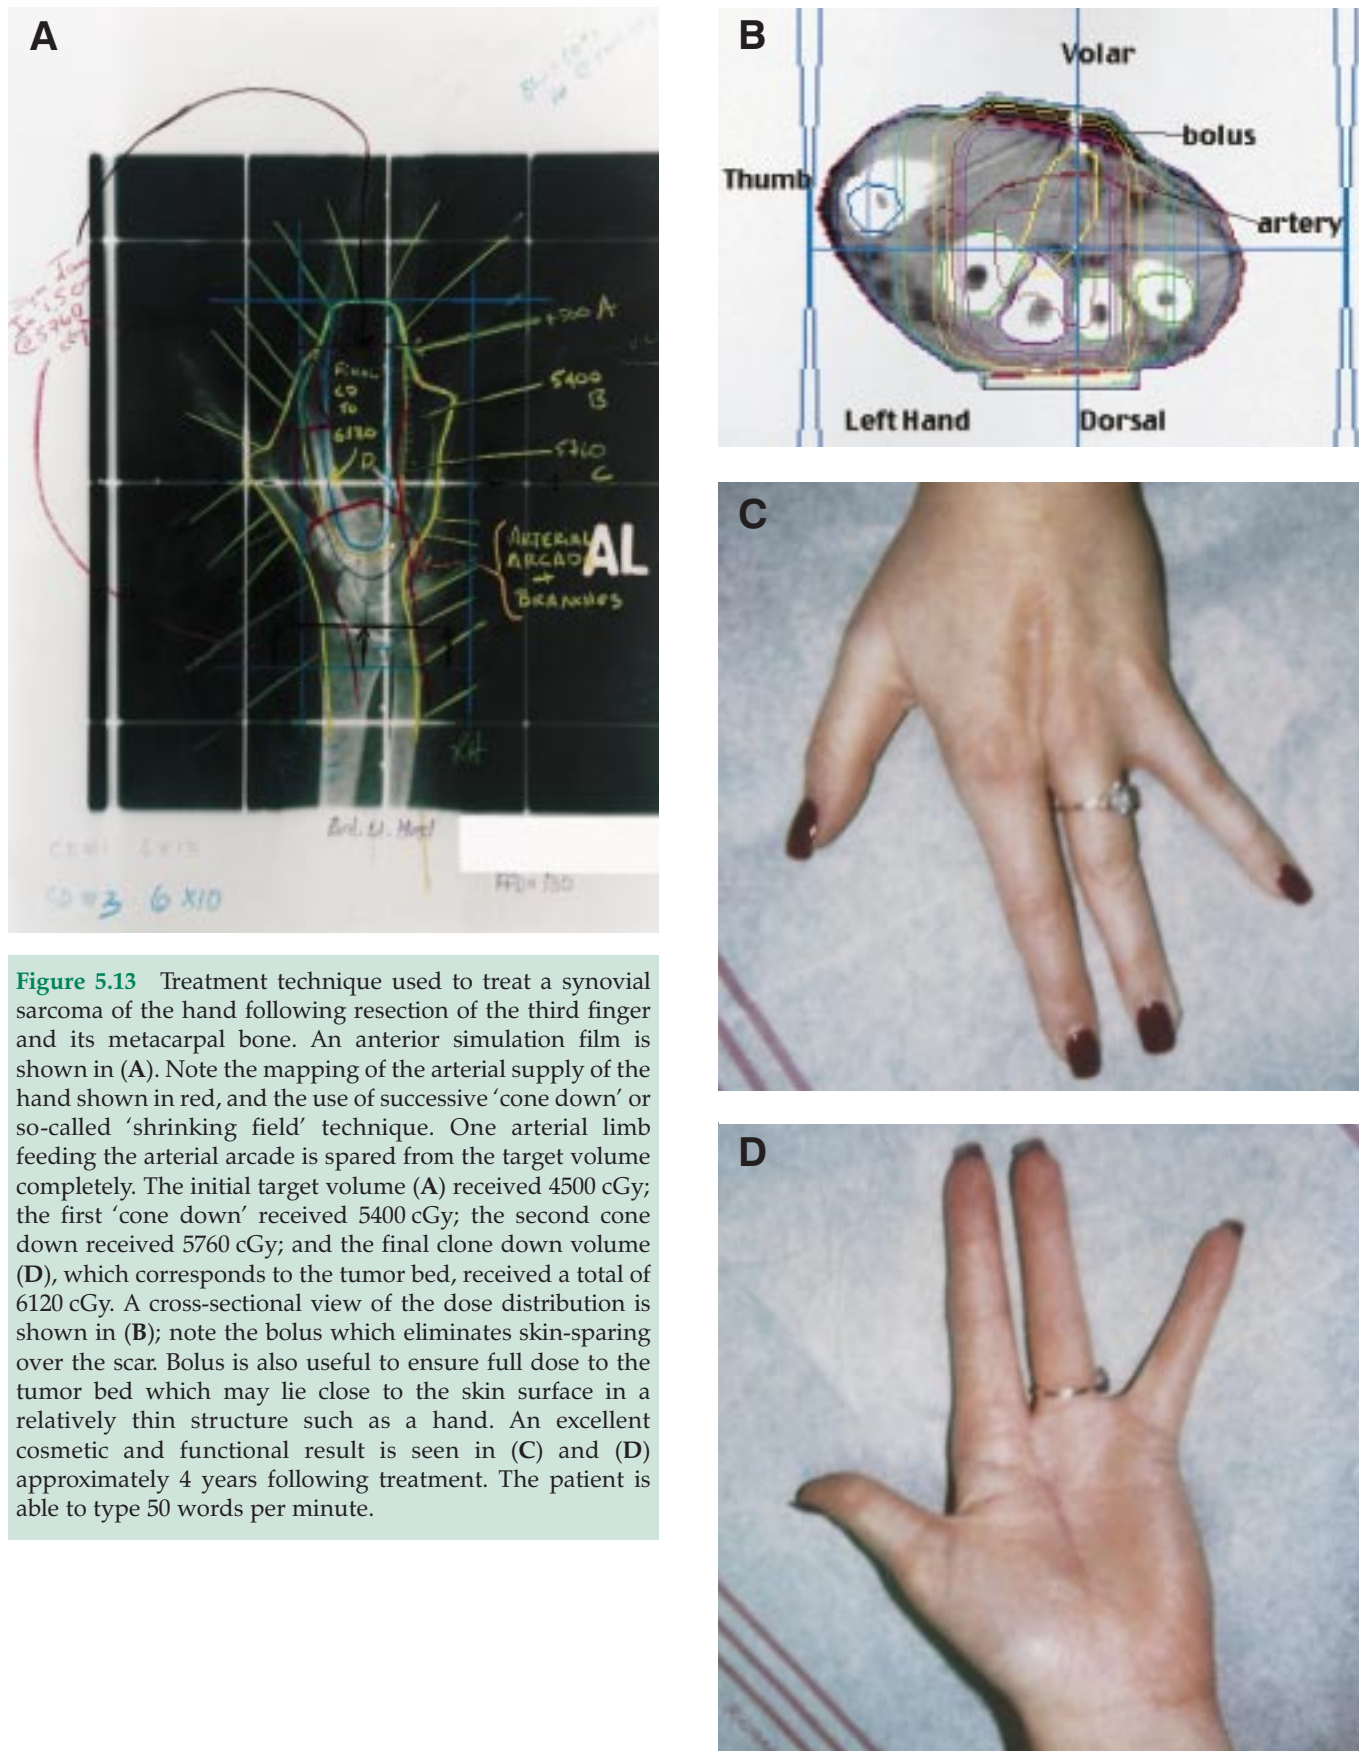 A
4500 A
5400
B
5760
C
FINAL
CD
TO
6120
D
ARTERIAL
ARCADE
+
BRANCHES
AL
CD #3 6 X10
Figure 5.13 Treatment technique used to treat a synovial
sarcoma of the hand following resection of the third finger
and its metacarpal bone. An anterior simulation film is
shown in (A). Note the mapping of the arterial supply of the
hand shown in red, and the use of successive ‘cone down’ or
so-called ‘shrinking field’ technique. One arterial limb
feeding the arterial arcade is spared from the target volume
completely. The initial target volume (A) received 4500 cGy;
the first ‘cone down’ received 5400 cGy; the second cone
down received 5760 cGy; and the final clone down volume
(D), which corresponds to the tumor bed, received a total of
6120 cGy. A cross-sectional view of the dose distribution is
shown in (B); note the bolus which eliminates skin-sparing
over the scar. Bolus is also useful to ensure full dose to the
tumor bed which may lie close to the skin surface in a
relatively thin structure such as a hand. An excellent
cosmetic and functional result is seen in (C) and (D)
approximately 4 years following treatment. The patient is
able to type 50 words per minute.
B
Volar
bolus
Thumb
artery
Left Hand
Dorsal
C
D